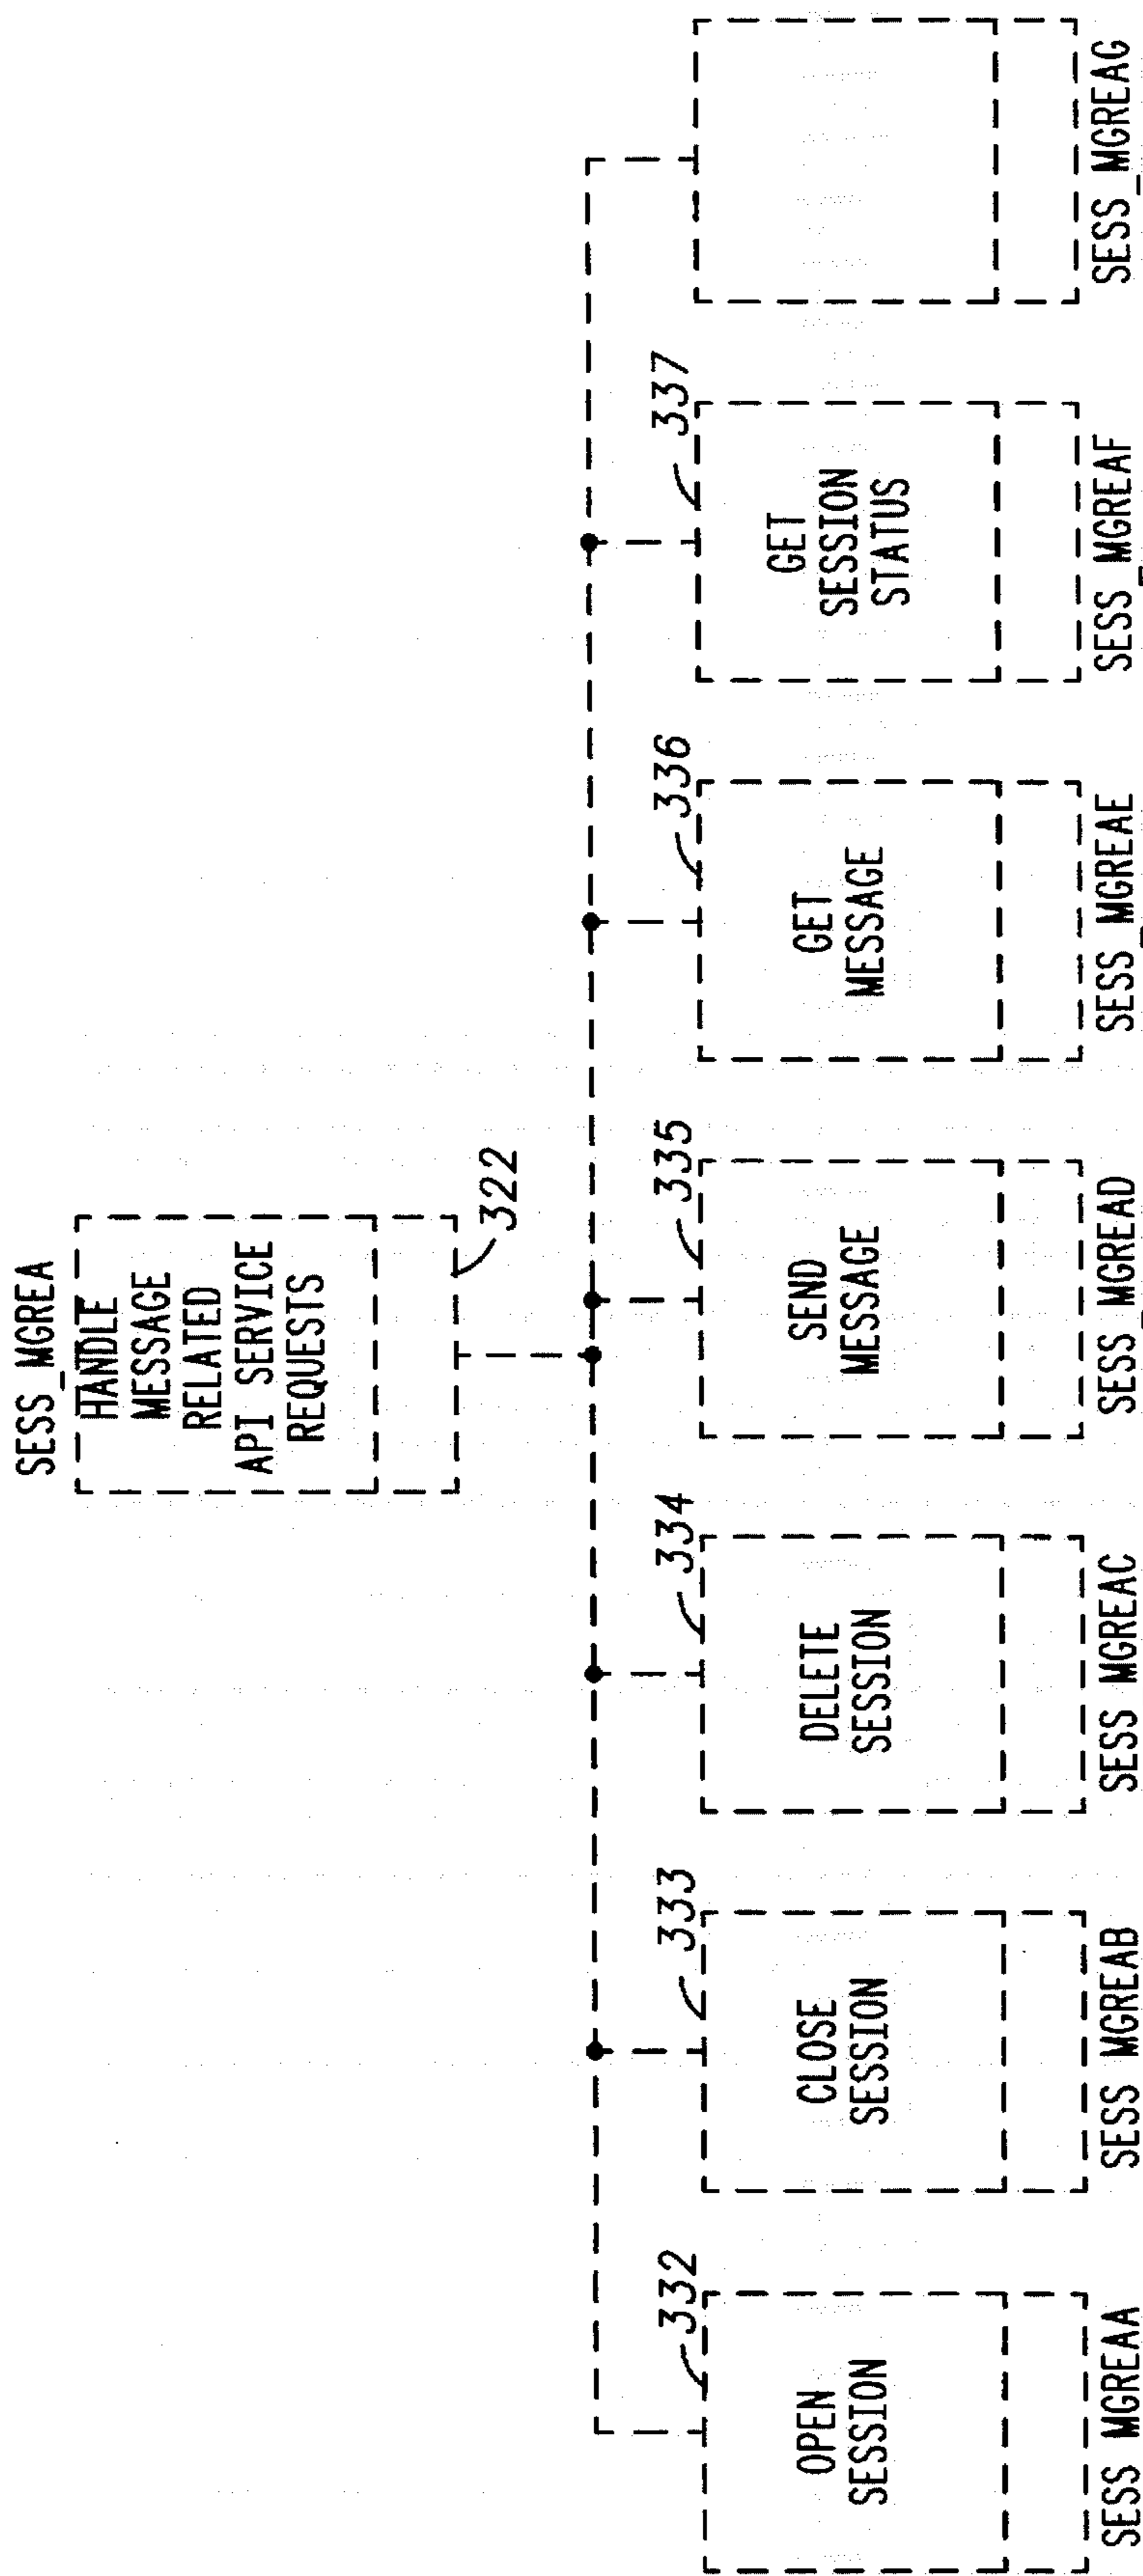 SESS_MGREA
HANDLE
MESSAGE
RELATED
API SERVICE
REQUESTS
322
332
OPEN
SESSION
SESS_MGREAA
333
CLOSE
SESSION
SESS_MGREAB
334
DELETE
SESSION
SESS_MGREAC
335
SEND
MESSAGE
SESS_MGREAD
336
GET
MESSAGE
SESS_MGREAE
337
GET
SESSION
STATUS
SESS_MGREAF
SESS_MGREAG